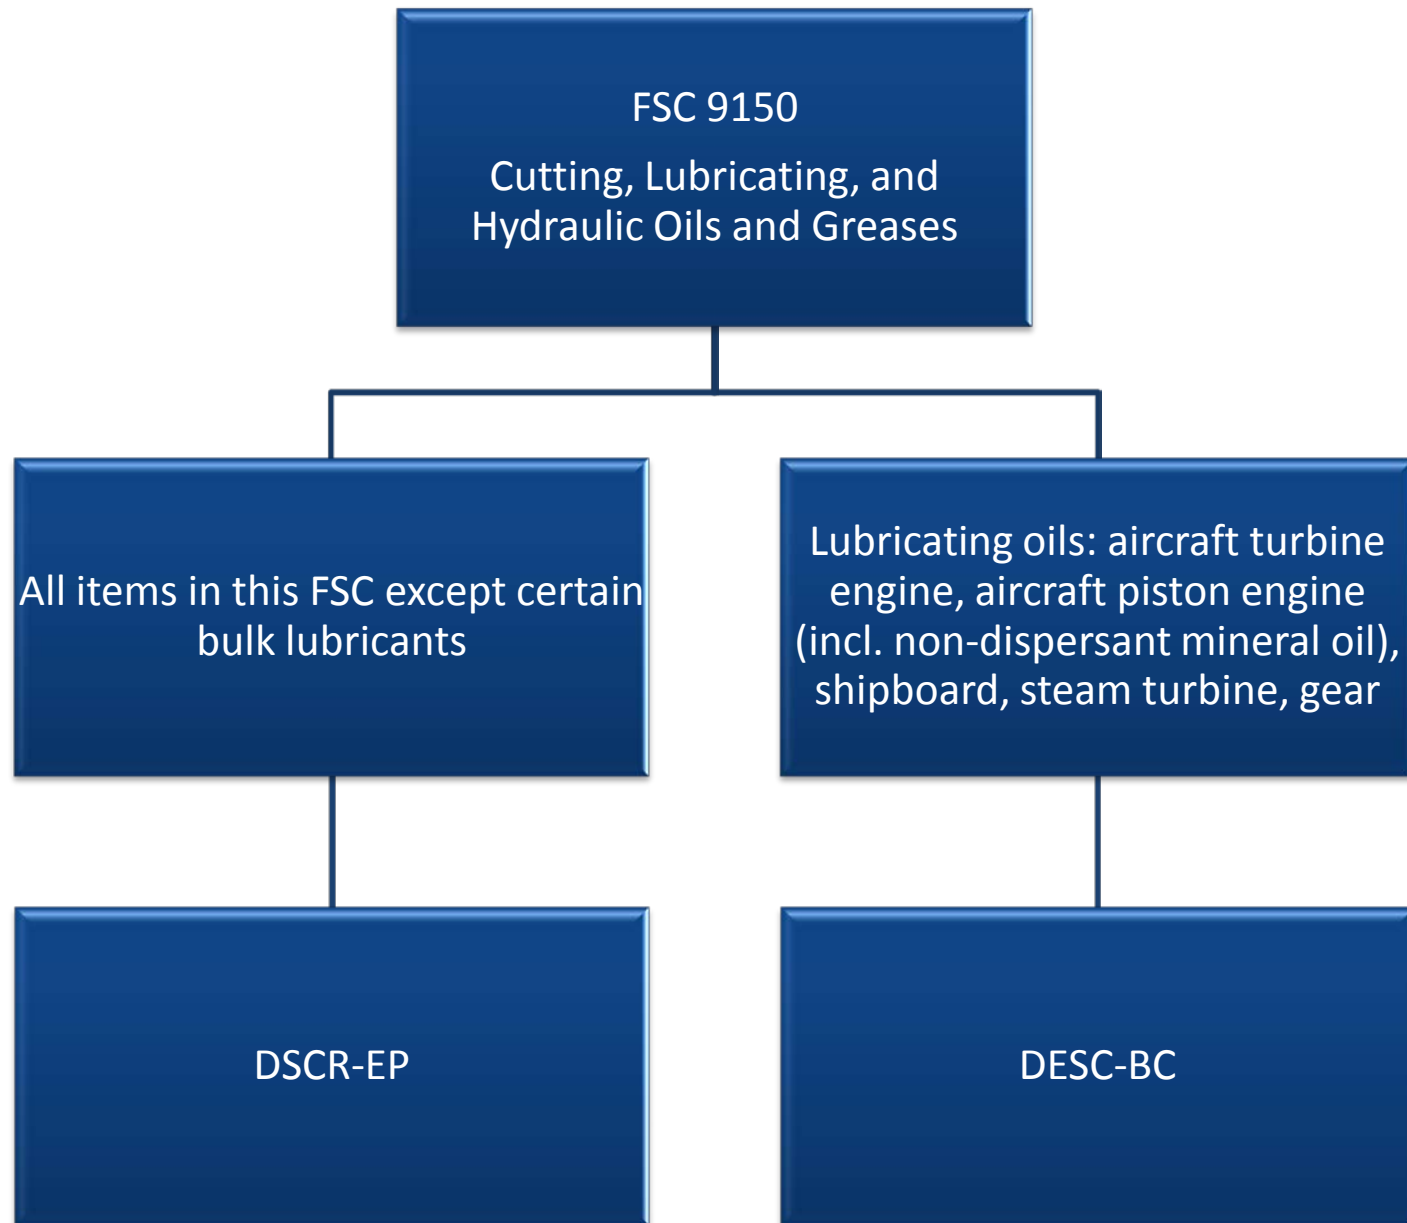 FSC 9150
Cutting, Lubricating, and
Hydraulic Oils and Greases
All items in this FSC except certain
bulk lubricants
Lubricating oils: aircraft turbine
engine, aircraft piston engine
(incl. non-dispersant mineral oil),
shipboard, steam turbine, gear
DSCR-EP
DESC-BC